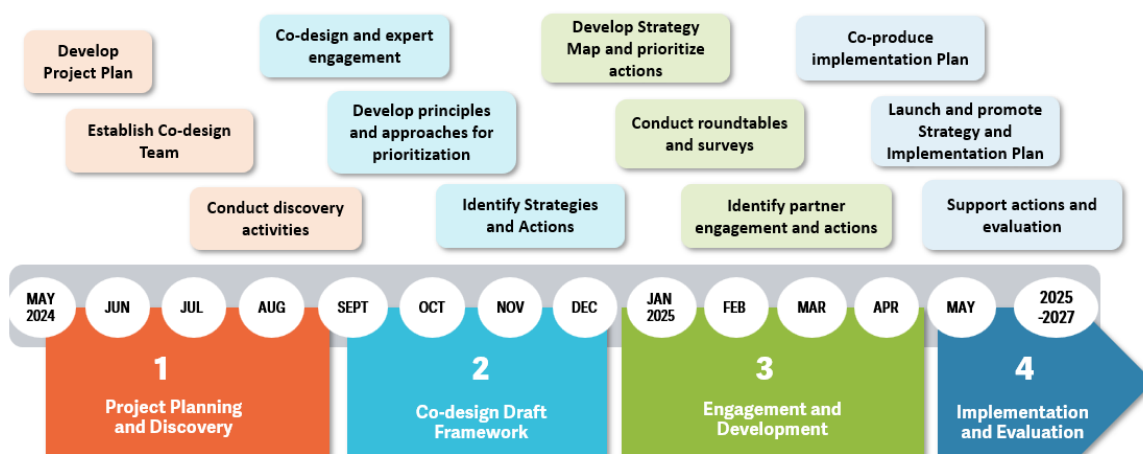 Develop
Project Plan
Establish Co-design
Team
Conduct discovery
activities
Co-design and expert
engagement
Develop principles
and approaches for
prioritization
Identify Strategies
and Actions
Develop Strategy
Map and prioritize
actions
Conduct roundtables
and surveys
Identify partner
engagement and actions
Co-produce
implementation Plan
Launch and promote
Strategy and
Implementation Plan
Support actions and
evaluation
MAY
2024
JUN
JUL
AUG
SEPT
OCT
NOV
DEC
JAN
2025
FEB
MAR
APR
MAY
2025
-2027
1
Project Planning
and Discovery
2
Co-design Draft
Framework
3
Engagement and
Development
4
Implementation
and Evaluation